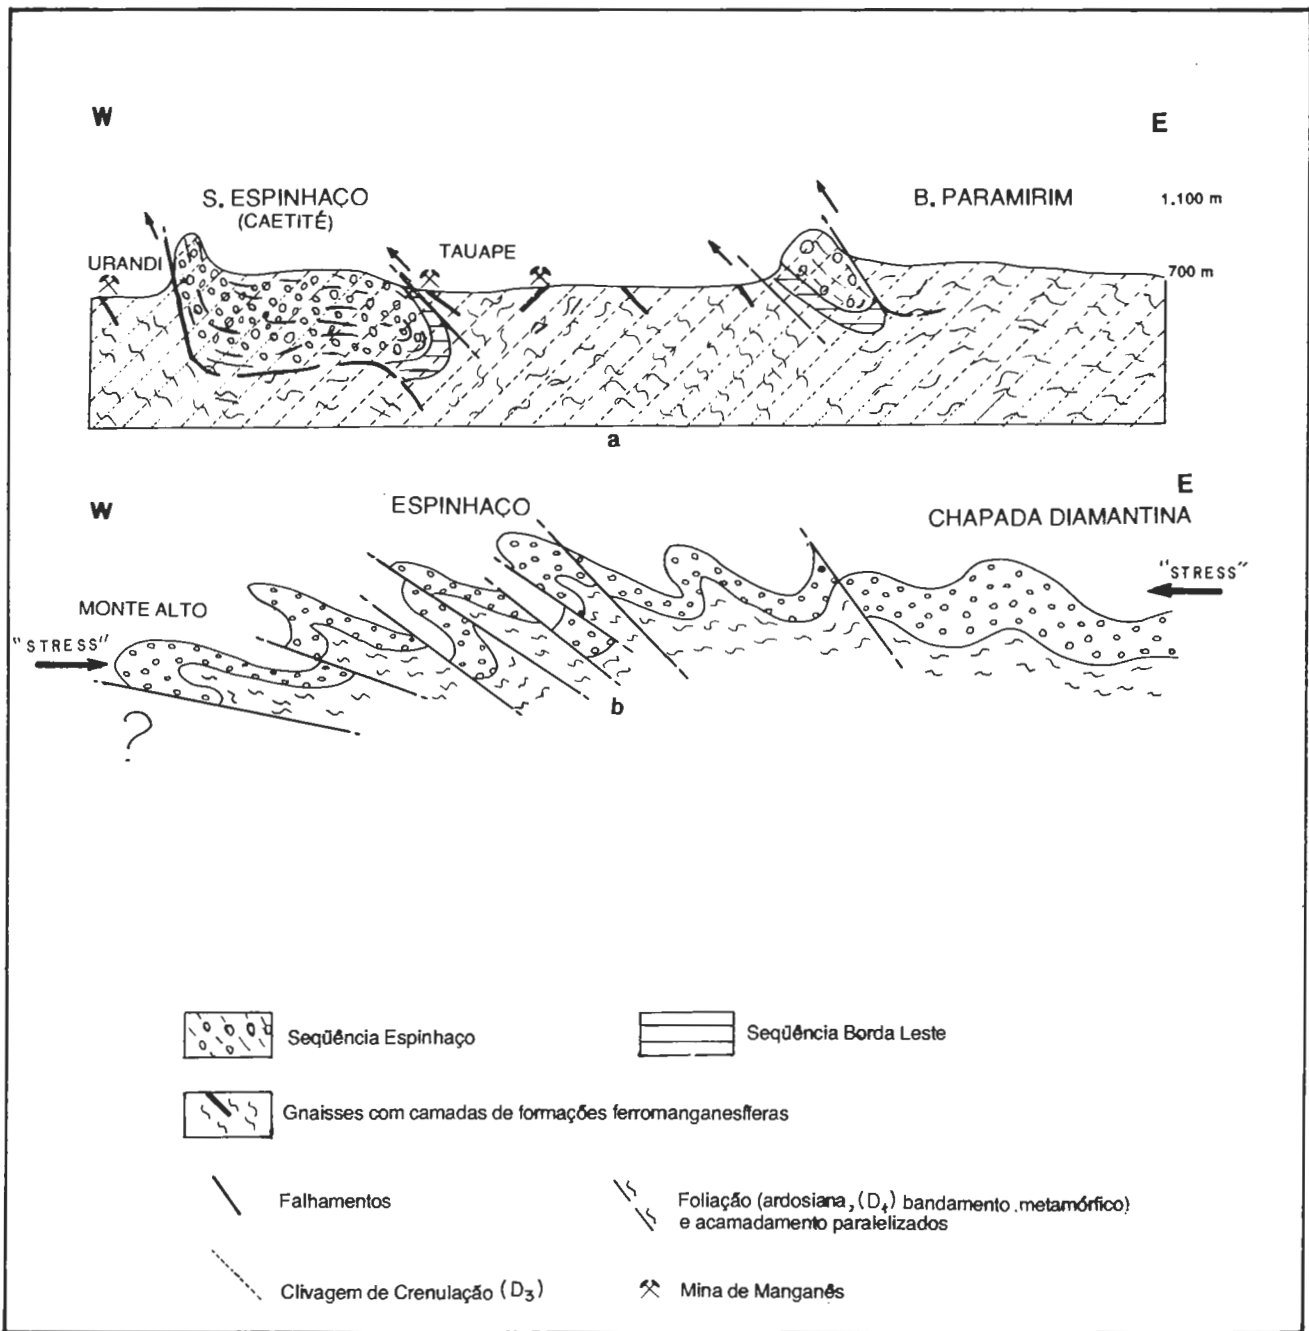 W
E
S. ESPINHAÇO
(CAETITÉ)
B. PARAMIRIM
1.100 m
URANDI
TAUAPE
700 m
a
W
E
ESPINHAÇO
CHAPADA DIAMANTINA
"STRESS"
MONTE ALTO
"STRESS"
b
?
Seqüência Espinhaço
Seqüência Borda Leste
Gnaisses com camadas de formações ferromanganesíferas
Falhamentos
Foliação (ardosiana, (D₁) bandamento metamórfico)
e acamadamento paralelizados
Clivagem de Crenulação (D₃)
Mina de Manganês